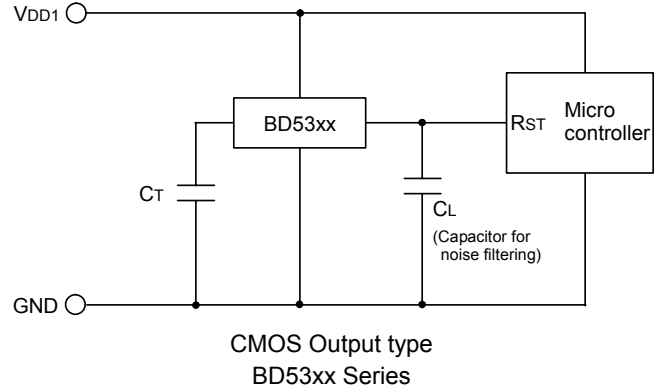 VDD1
BD53xx
RST
Micro
controller
CT
CL
(Capacitor for
noise filtering)
GND
CMOS Output type
BD53xx Series